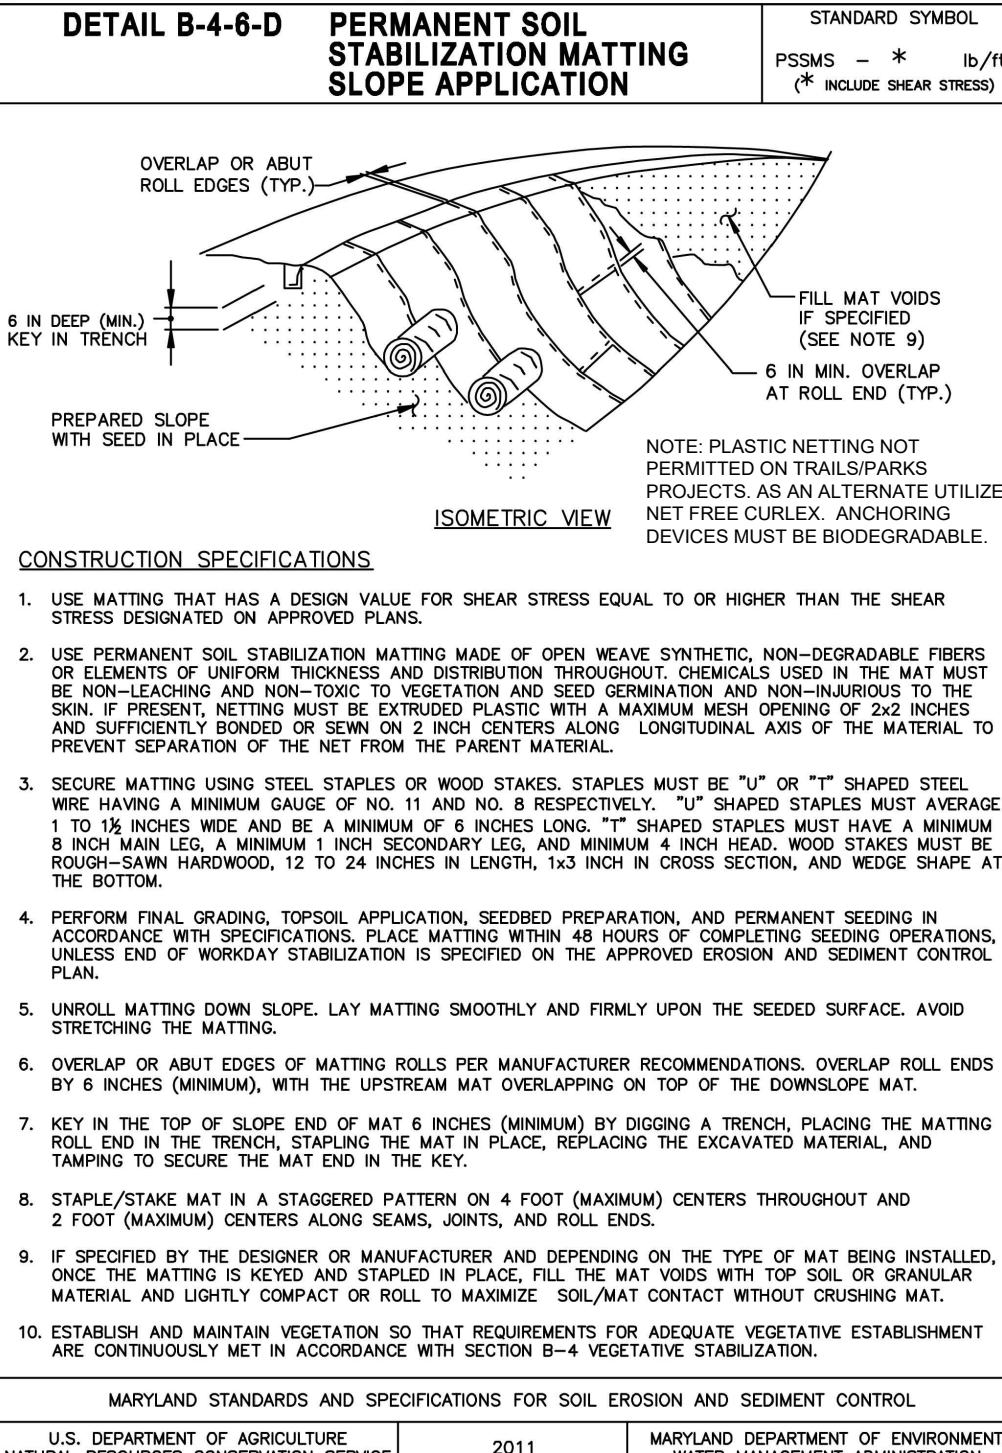 DETAIL B-4-6-D
PERMANENT SOIL
STABILIZATION MATTING
SLOPE APPLICATION
STANDARD SYMBOL
PSSMS – * lb/ft
(* INCLUDE SHEAR STRESS)
OVERLAP OR ABUT
ROLL EDGES (TYP.)
6 IN DEEP (MIN.)
KEY IN TRENCH
PREPARED SLOPE
WITH SEED IN PLACE
FILL MAT VOIDS
IF SPECIFIED
(SEE NOTE 9)
6 IN MIN. OVERLAP
AT ROLL END (TYP.)
NOTE: PLASTIC NETTING NOT
PERMITTED ON TRAILS/PARKS
PROJECTS. AS AN ALTERNATE UTILIZE
NET FREE CURLEX. ANCHORING
DEVICES MUST BE BIODEGRADABLE.
ISOMETRIC VIEW
CONSTRUCTION SPECIFICATIONS
1. USE MATTING THAT HAS A DESIGN VALUE FOR SHEAR STRESS EQUAL TO OR HIGHER THAN THE SHEAR
STRESS DESIGNATED ON APPROVED PLANS.
2. USE PERMANENT SOIL STABILIZATION MATTING MADE OF OPEN WEAVE SYNTHETIC, NON–DEGRADABLE FIBERS
OR ELEMENTS OF UNIFORM THICKNESS AND DISTRIBUTION THROUGHOUT. CHEMICALS USED IN THE MAT MUST
BE NON–LEACHING AND NON–TOXIC TO VEGETATION AND SEED GERMINATION AND NON–INJURIOUS TO THE
SKIN. IF PRESENT, NETTING MUST BE EXTRUDED PLASTIC WITH A MAXIMUM MESH OPENING OF 2x2 INCHES
AND SUFFICIENTLY BONDED OR SEWN ON 2 INCH CENTERS ALONG LONGITUDINAL AXIS OF THE MATERIAL TO
PREVENT SEPARATION OF THE NET FROM THE PARENT MATERIAL.
3. SECURE MATTING USING STEEL STAPLES OR WOOD STAKES. STAPLES MUST BE "U" OR "T" SHAPED STEEL
WIRE HAVING A MINIMUM GAUGE OF NO. 11 AND NO. 8 RESPECTIVELY. "U" SHAPED STAPLES MUST AVERAGE
1 TO 1½ INCHES WIDE AND BE A MINIMUM OF 6 INCHES LONG. "T" SHAPED STAPLES MUST HAVE A MINIMUM
8 INCH MAIN LEG, A MINIMUM 1 INCH SECONDARY LEG, AND MINIMUM 4 INCH HEAD. WOOD STAKES MUST BE
ROUGH–SAWN HARDWOOD, 12 TO 24 INCHES IN LENGTH, 1x3 INCH IN CROSS SECTION, AND WEDGE SHAPE AT
THE BOTTOM.
4. PERFORM FINAL GRADING, TOPSOIL APPLICATION, SEEDBED PREPARATION, AND PERMANENT SEEDING IN
ACCORDANCE WITH SPECIFICATIONS. PLACE MATTING WITHIN 48 HOURS OF COMPLETING SEEDING OPERATIONS,
UNLESS END OF WORKDAY STABILIZATION IS SPECIFIED ON THE APPROVED EROSION AND SEDIMENT CONTROL
PLAN.
5. UNROLL MATTING DOWN SLOPE. LAY MATTING SMOOTHLY AND FIRMLY UPON THE SEEDED SURFACE. AVOID
STRETCHING THE MATTING.
6. OVERLAP OR ABUT EDGES OF MATTING ROLLS PER MANUFACTURER RECOMMENDATIONS. OVERLAP ROLL ENDS
BY 6 INCHES (MINIMUM), WITH THE UPSTREAM MAT OVERLAPPING ON TOP OF THE DOWNSLOPE MAT.
7. KEY IN THE TOP OF SLOPE END OF MAT 6 INCHES (MINIMUM) BY DIGGING A TRENCH, PLACING THE MATTING
ROLL END IN THE TRENCH, STAPLING THE MAT IN PLACE, REPLACING THE EXCAVATED MATERIAL, AND
TAMPING TO SECURE THE MAT END IN THE KEY.
8. STAPLE/STAKE MAT IN A STAGGERED PATTERN ON 4 FOOT (MAXIMUM) CENTERS THROUGHOUT AND
2 FOOT (MAXIMUM) CENTERS ALONG SEAMS, JOINTS, AND ROLL ENDS.
9. IF SPECIFIED BY THE DESIGNER OR MANUFACTURER AND DEPENDING ON THE TYPE OF MAT BEING INSTALLED,
ONCE THE MATTING IS KEYED AND STAPLED IN PLACE, FILL THE MAT VOIDS WITH TOP SOIL OR GRANULAR
MATERIAL AND LIGHTLY COMPACT OR ROLL TO MAXIMIZE SOIL/MAT CONTACT WITHOUT CRUSHING MAT.
10. ESTABLISH AND MAINTAIN VEGETATION SO THAT REQUIREMENTS FOR ADEQUATE VEGETATIVE ESTABLISHMENT
ARE CONTINUOUSLY MET IN ACCORDANCE WITH SECTION B–4 VEGETATIVE STABILIZATION.
MARYLAND STANDARDS AND SPECIFICATIONS FOR SOIL EROSION AND SEDIMENT CONTROL
U.S. DEPARTMENT OF AGRICULTURE
NATURAL RESOURCES CONSERVATION SERVICE
2011
MARYLAND DEPARTMENT OF ENVIRONMENT
WATER MANAGEMENT ADMINISTRATION